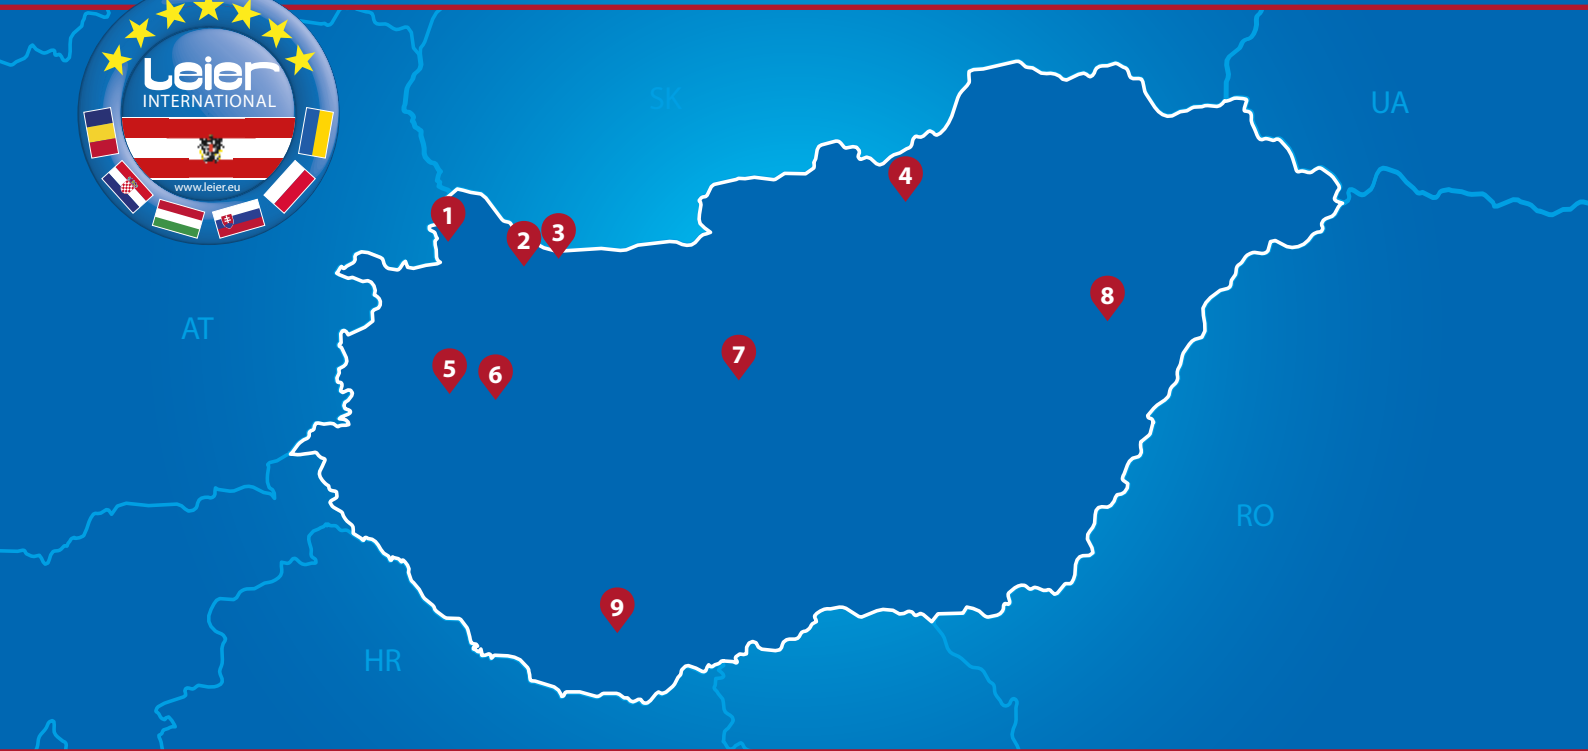 Leier
INTERNATIONAL
www.leier.eu
SK
UA
AT
RO
HR
1
2
3
4
5
6
7
8
9